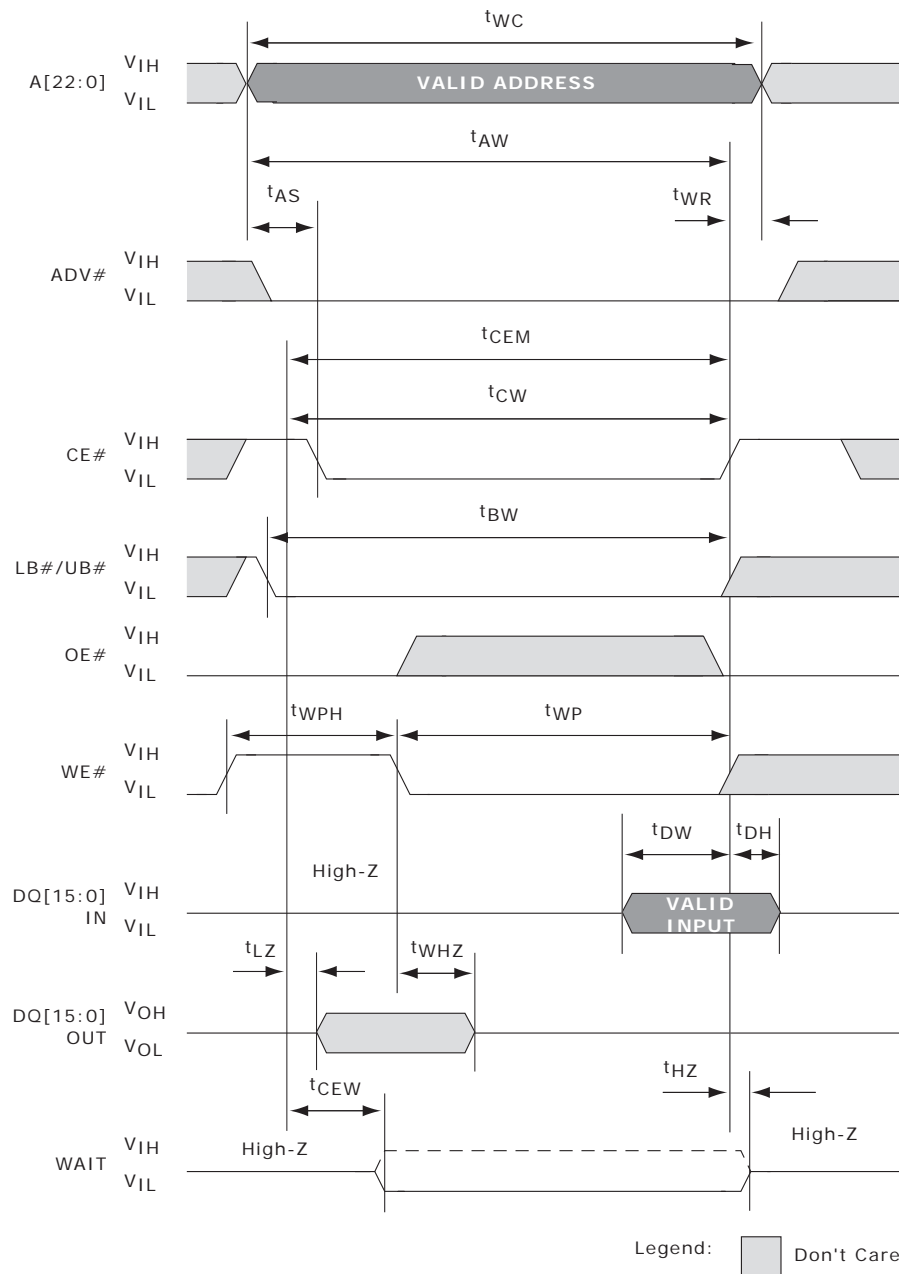 tWC
A[22:0] VIH VIL VALID ADDRESS
tAW
tAS tWR
ADV# VIH VIL
tCEM
tCW
CE# VIH VIL
tBW
LB#/UB# VIH VIL
OE# VIH VIL
tWPH tWP
WE# VIH VIL
tDW tDH
High-Z
DQ[15:0] IN VIH VIL VALID INPUT
tLZ tWHZ
DQ[15:0] OUT VOH VOL
tCEW tHZ
WAIT VIH VIL High-Z High-Z
Legend: Don't Care